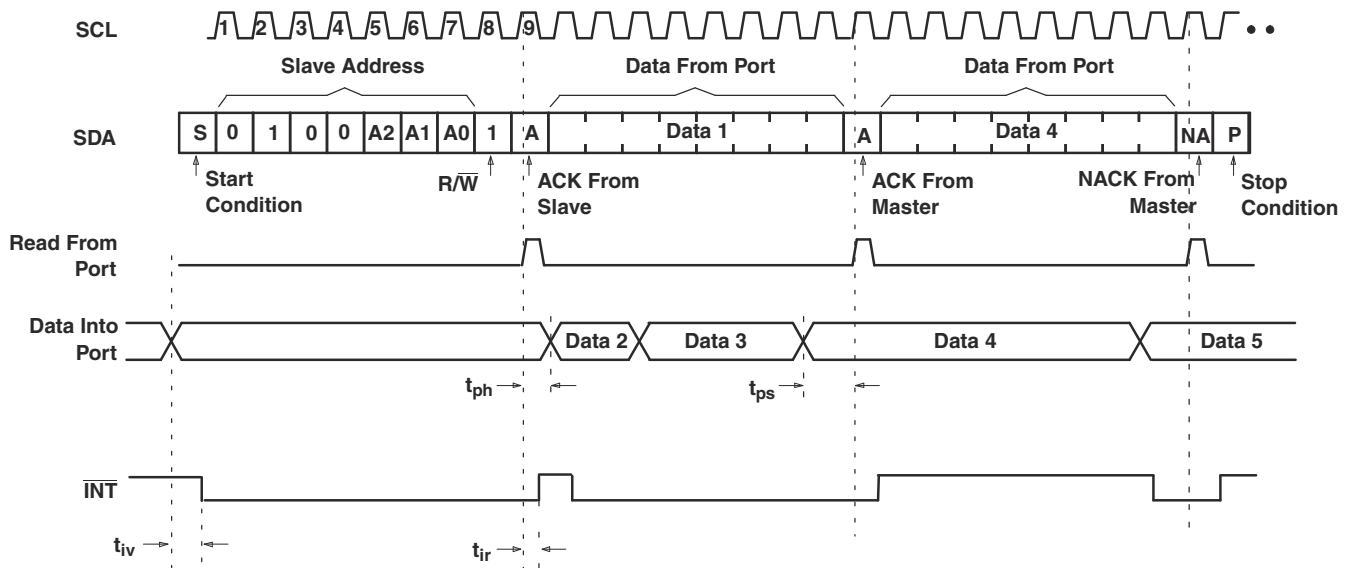 SCL
1 2 3 4 5 6 7 8 9
Slave Address Data From Port Data From Port
SDA
S 0 1 0 0 A2 A1 A0 1 A Data 1 A Data 4 NA P
Start
Condition
R/W̅
ACK From
Slave
ACK From
Master
NACK From
Master
Stop
Condition
Read From
Port
Data Into
Port
Data 2 Data 3 Data 4 Data 5
tph
tps
I̅N̅T̅
tiv
tir